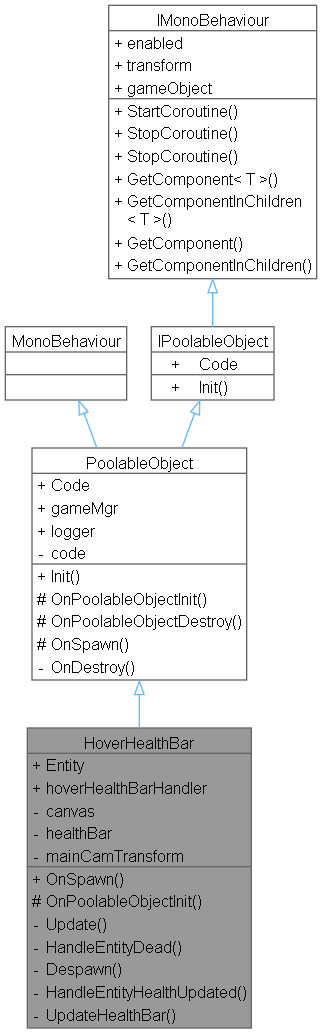 IMonoBehaviour
+ enabled
+ transform
+ gameObject
+ StartCoroutine()
+ StopCoroutine()
+ StopCoroutine()
+ GetComponent< T >()
+ GetComponentInChildren
< T >()
+ GetComponent()
+ GetComponentInChildren()
MonoBehaviour
IPoolableObject
+ Code
+ Init()
PoolableObject
+ Code
+ gameMgr
+ logger
- code
+ Init()
# OnPoolableObjectInit()
# OnPoolableObjectDestroy()
# OnSpawn()
- OnDestroy()
HoverHealthBar
+ Entity
+ hoverHealthBarHandler
- canvas
- healthBar
- mainCamTransform
+ OnSpawn()
# OnPoolableObjectInit()
- Update()
- HandleEntityDead()
- Despawn()
- HandleEntityHealthUpdated()
- UpdateHealthBar()